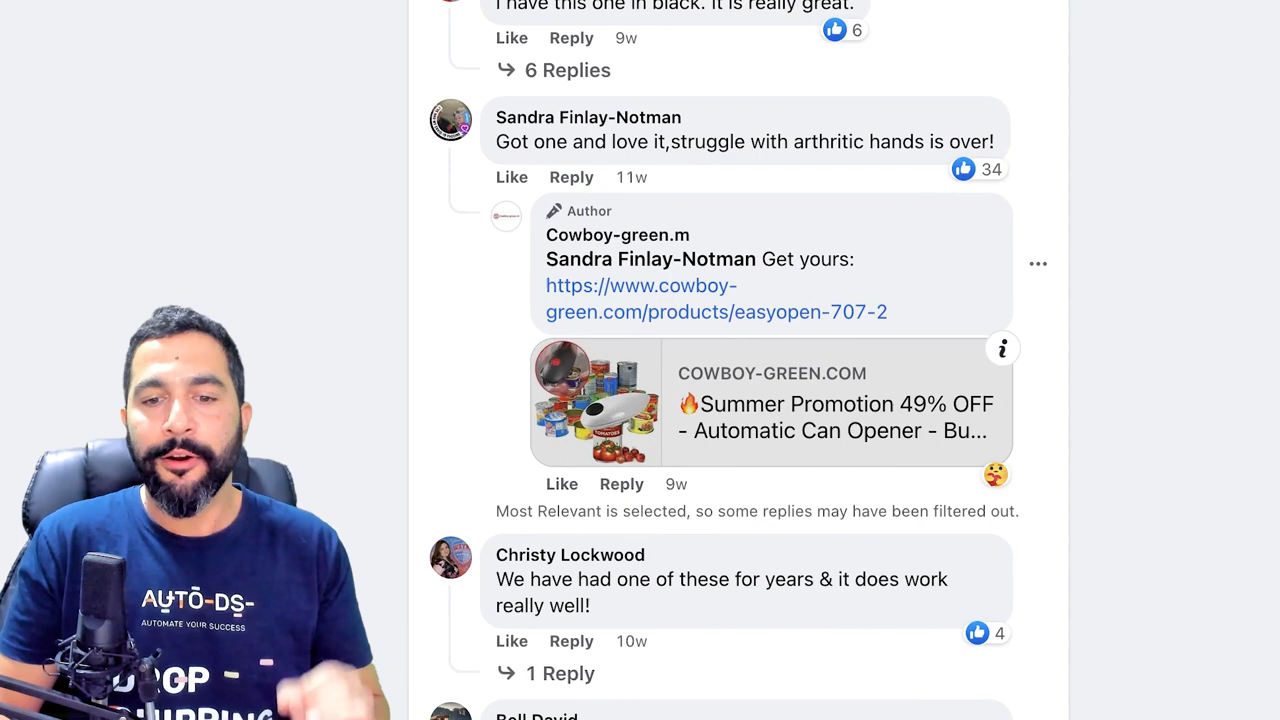 I have this one in black. It is really great.
6
Like Reply 9w
6 Replies
Sandra Finlay-Notman
Got one and love it,struggle with arthritic hands is over!
Like Reply 11w
34
Author
Cowboy-green.m
Sandra Finlay-Notman Get yours:
https://www.cowboy-
green.com/products/easyopen-707-2
COWBOY-GREEN.COM
🔥Summer Promotion 49% OFF
- Automatic Can Opener - Bu...
TOMATOES
Like Reply 9w
Most Relevant is selected, so some replies may have been filtered out.
Christy Lockwood
We have had one of these for years & it does work
really well!
Like Reply 10w
4
1 Reply
Bell David
AUTO-DS-
AUTOMATE YOUR SUCCESS
DROP
SHIPPING